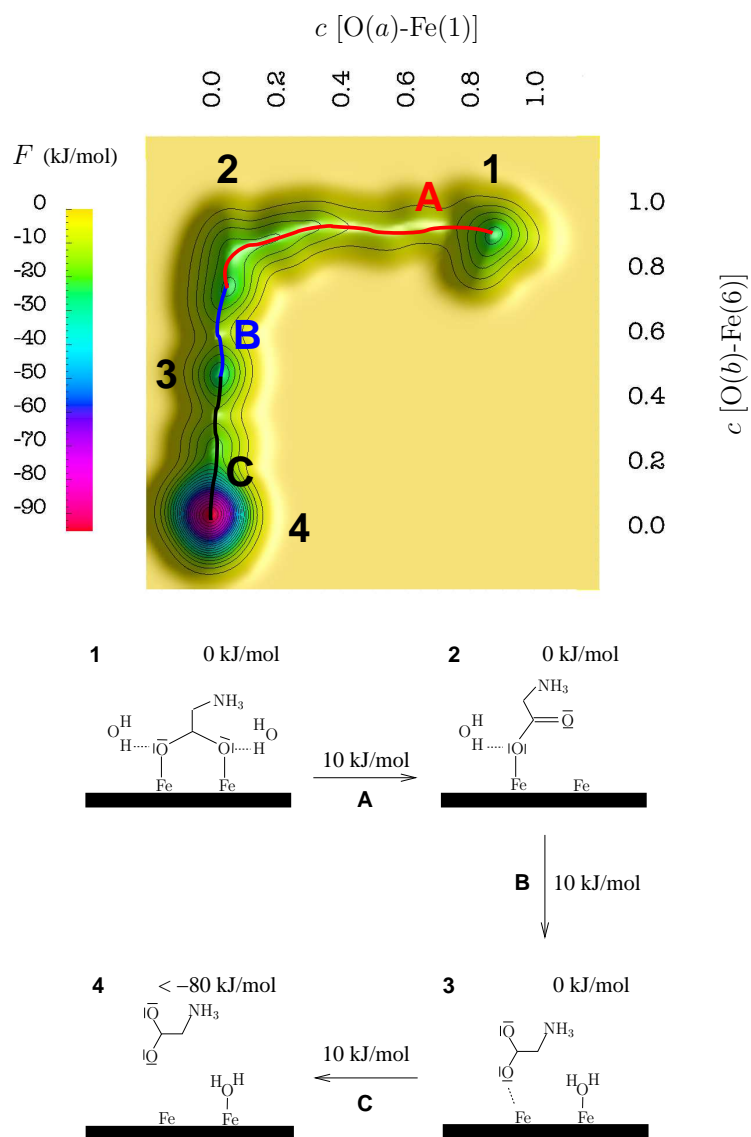 c [O(a)-Fe(1)]
0.0 0.2 0.4 0.6 0.8 1.0
F (kJ/mol)
0
-10
-20
-30
-40
-50
-60
-70
-80
-90
2
1
A
B
3
C
4
1.0
0.8
0.6
0.4
0.2
0.0
c [O(b)-Fe(6)]
1 0 kJ/mol
NH3
H
O
H
O
O
H
O
H
Fe Fe
10 kJ/mol
A
2 0 kJ/mol
NH3
H
O
H
O
O
Fe Fe
B 10 kJ/mol
4 < –80 kJ/mol
O
NH3
O
H H
O
Fe Fe
10 kJ/mol
C
3 0 kJ/mol
O
NH3
O
H H
O
Fe Fe